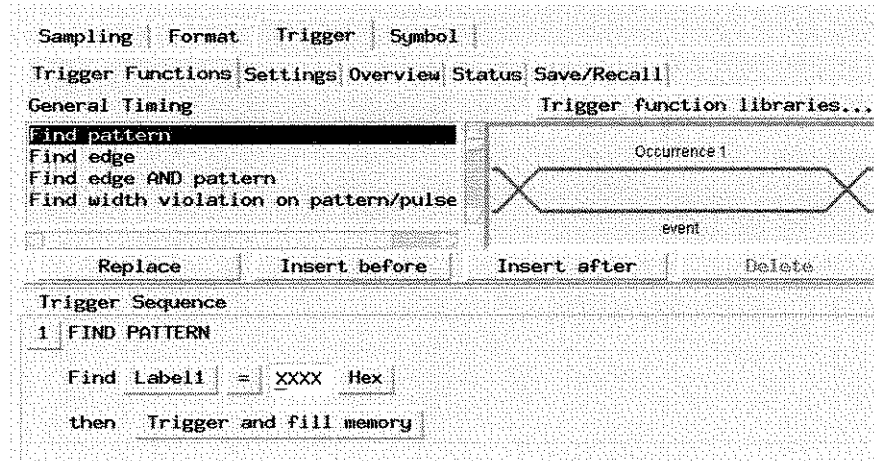 Sampling Format Trigger Symbol
Trigger Functions Settings Overview Status Save/Recall
General Timing Trigger function libraries...
Find pattern
Find edge
Find edge AND pattern
Find width violation on pattern/pulse
Occurrence 1
event
Replace Insert before Insert after Delete
Trigger Sequence
1 FIND PATTERN
Find Label1 = XXXX Hex
then Trigger and fill memory